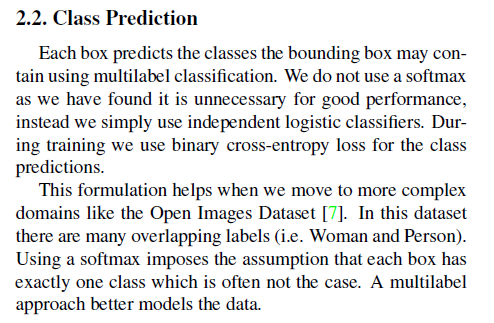 2.2. Class Prediction
Each box predicts the classes the bounding box may con-
tain using multilabel classification. We do not use a softmax
as we have found it is unnecessary for good performance,
instead we simply use independent logistic classifiers. Dur-
ing training we use binary cross-entropy loss for the class
predictions.
This formulation helps when we move to more complex
domains like the Open Images Dataset [7]. In this dataset
there are many overlapping labels (i.e. Woman and Person).
Using a softmax imposes the assumption that each box has
exactly one class which is often not the case. A multilabel
approach better models the data.